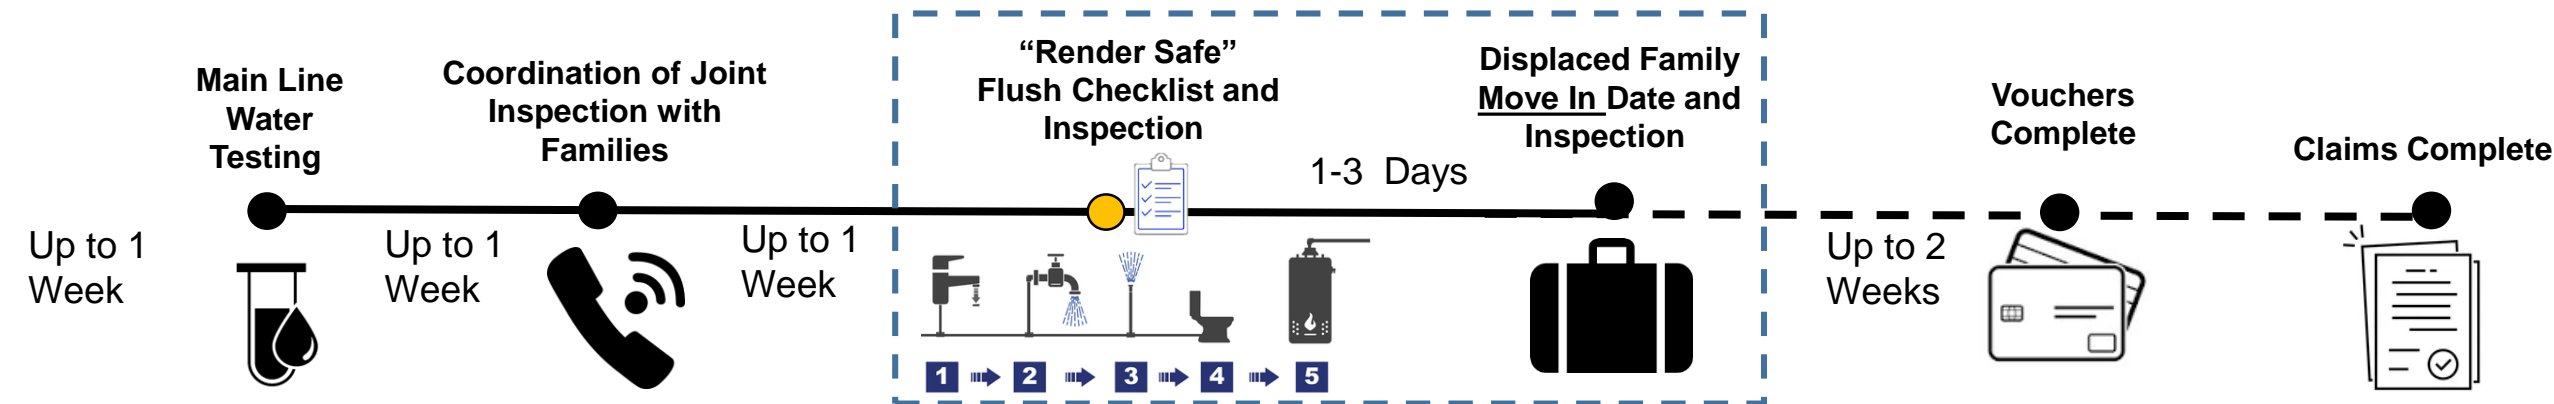 Main Line
Water
Testing
Coordination of Joint
Inspection with
Families
“Render Safe”
Flush Checklist and
Inspection
Displaced Family
Move In Date and
Inspection
Vouchers
Complete
Claims Complete
Up to 1
Week
Up to 1
Week
Up to 1
Week
1-3 Days
Up to 2
Weeks
1 2 3 4 5